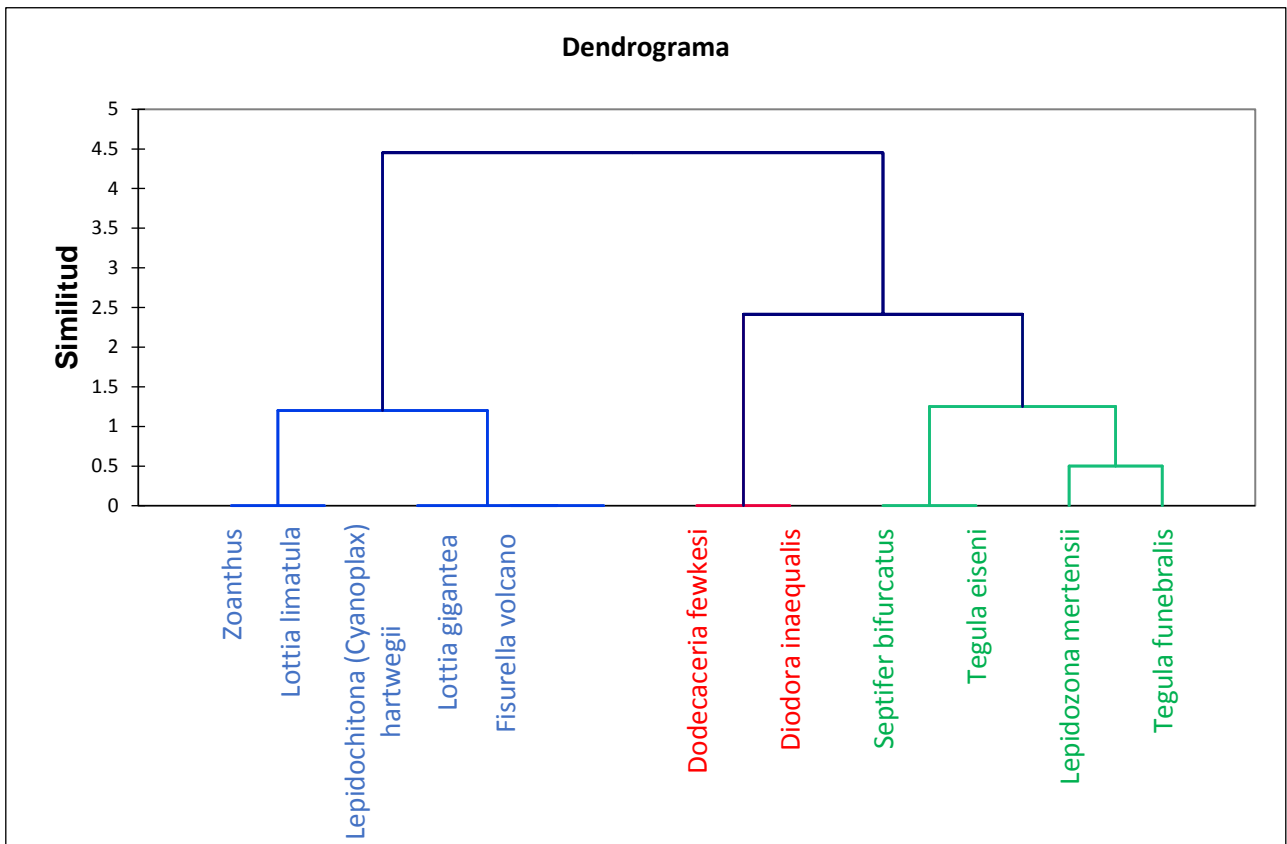 Dendrograma
Similitud
5
4.5
4
3.5
3
2.5
2
1.5
1
0.5
0
Zoanthus
Lottia limatula
Lepidochitona (Cyanoplax)
hartwegii
Lottia gigantea
Fisurella volcano
Dodecaceria fewkesi
Diodora inaequalis
Septifer bifurcatus
Tegula eiseni
Lepidozona mertensii
Tegula funebralis